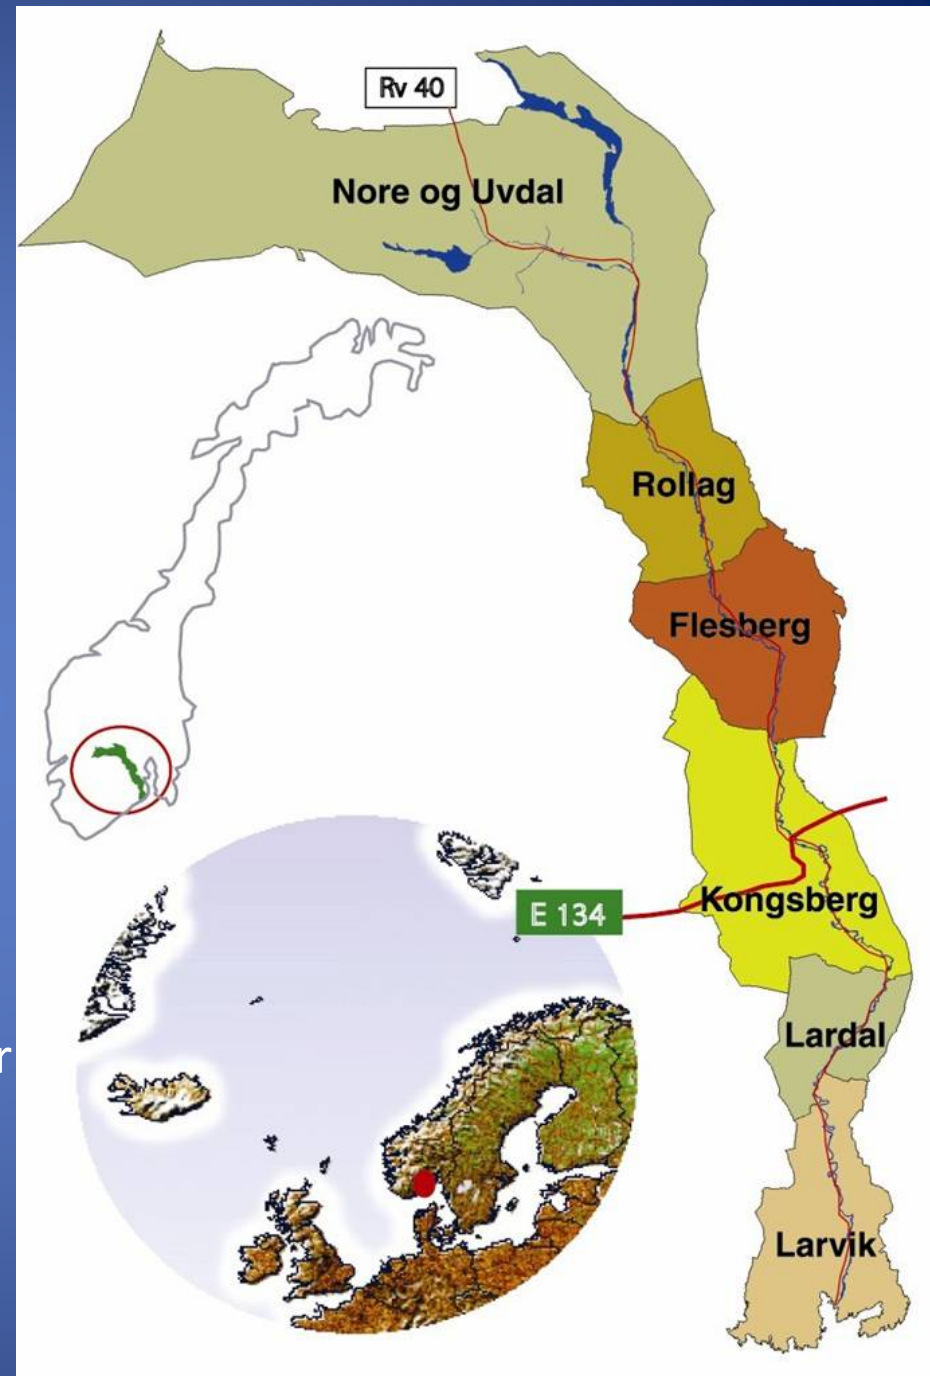 Rv 40
Nore og Uvdal
Rollag
Flesberg
E 134
Kongsberg
Lardal
Larvik
r